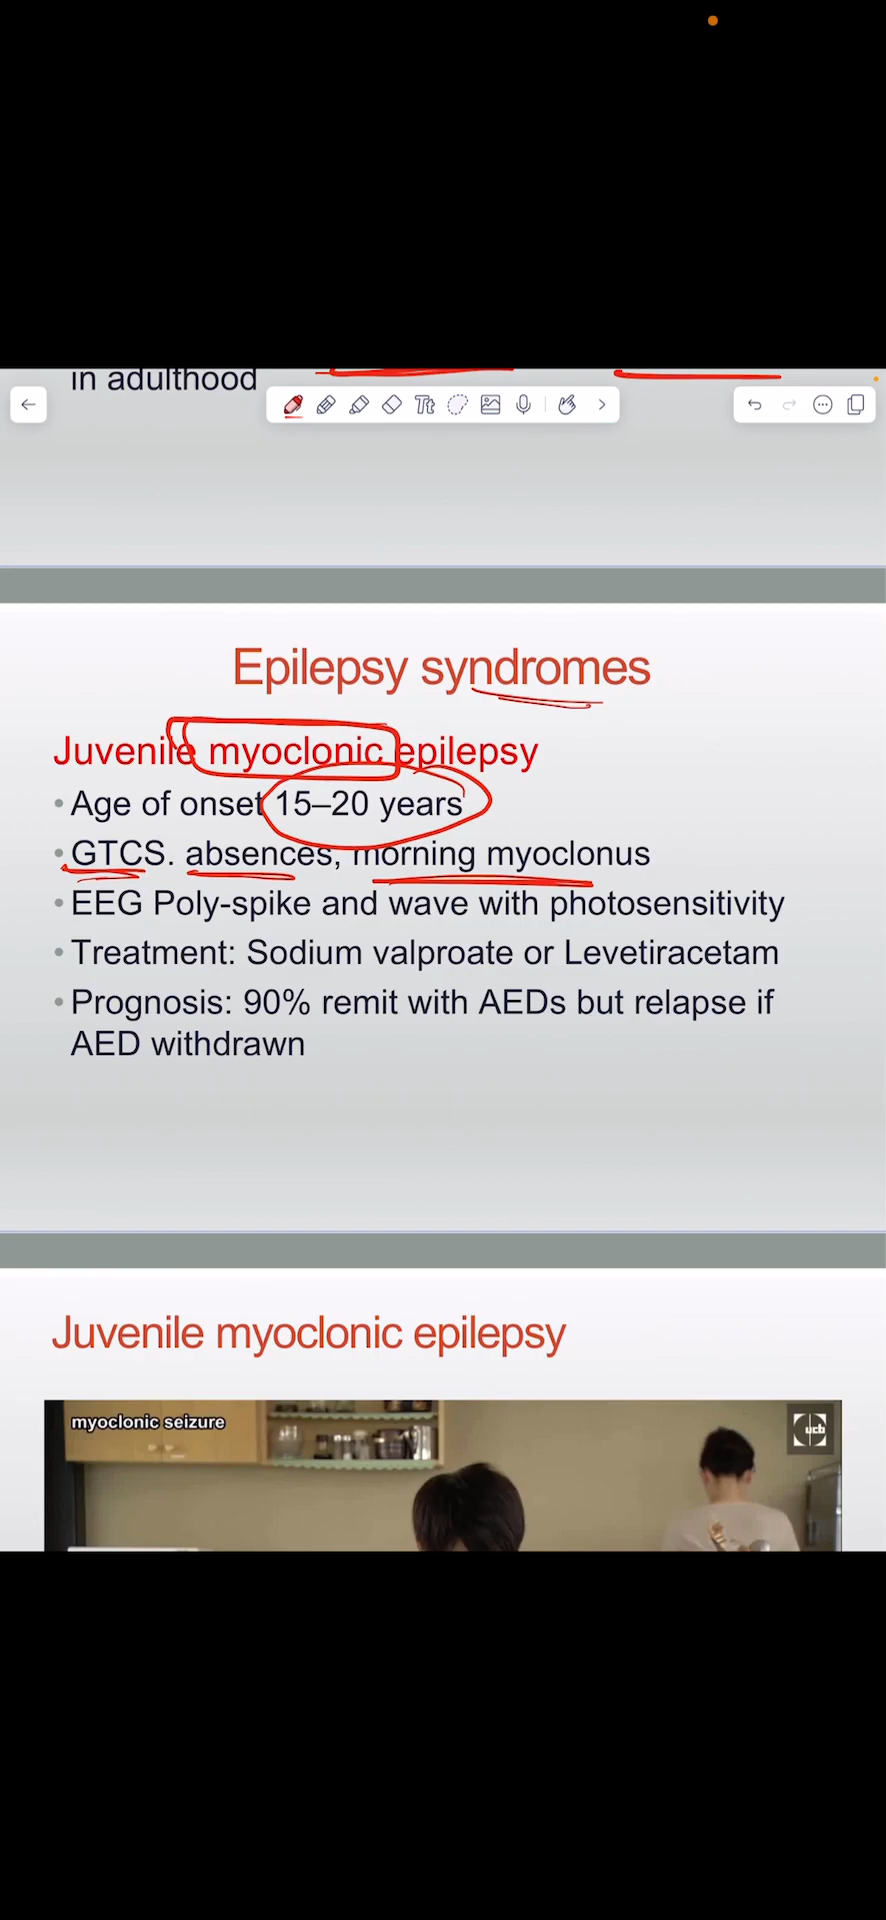 in adulthood
Tt
Epilepsy syndromes
Juvenile myoclonic epilepsy
• Age of onset 15–20 years
• GTCS. absences, morning myoclonus
• EEG Poly-spike and wave with photosensitivity
• Treatment: Sodium valproate or Levetiracetam
• Prognosis: 90% remit with AEDs but relapse if
AED withdrawn
Juvenile myoclonic epilepsy
myoclonic seizure
ucb